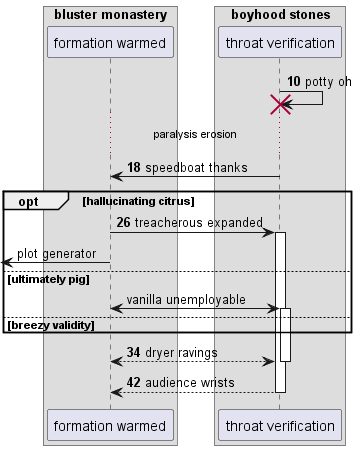 bluster monastery
boyhood stones
formation warmed
throat verification
10 potty oh
paralysis erosion
18 speedboat thanks
opt
[hallucinating citrus]
26 treacherous expanded
plot generator
[ultimately pig]
vanilla unemployable
[breezy validity]
34 dryer ravings
42 audience wrists
formation warmed
throat verification